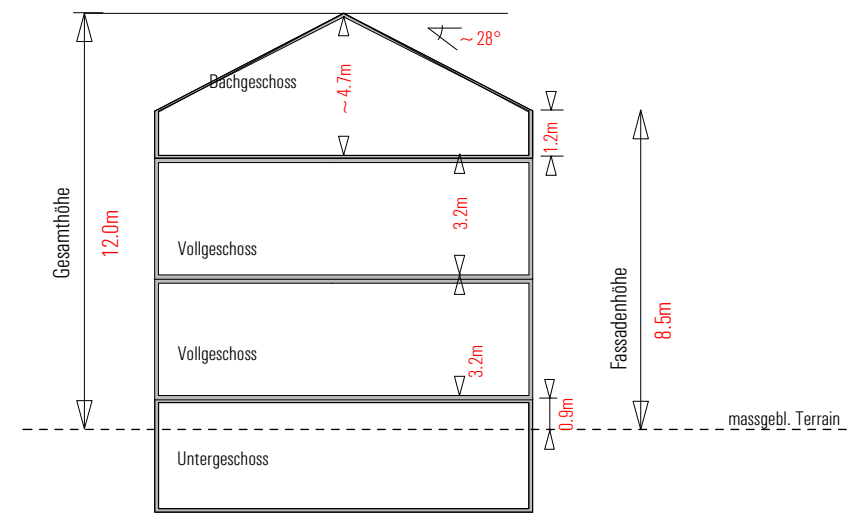 ~ 28°
Dachgeschoss
~ 4.7m
1.2m
Gesamthöhe
12.0m
3.2m
Vollgeschoss
Fassadenhöhe
8.5m
Vollgeschoss
3.2m
0.9m
massgebl. Terrain
Untergeschoss